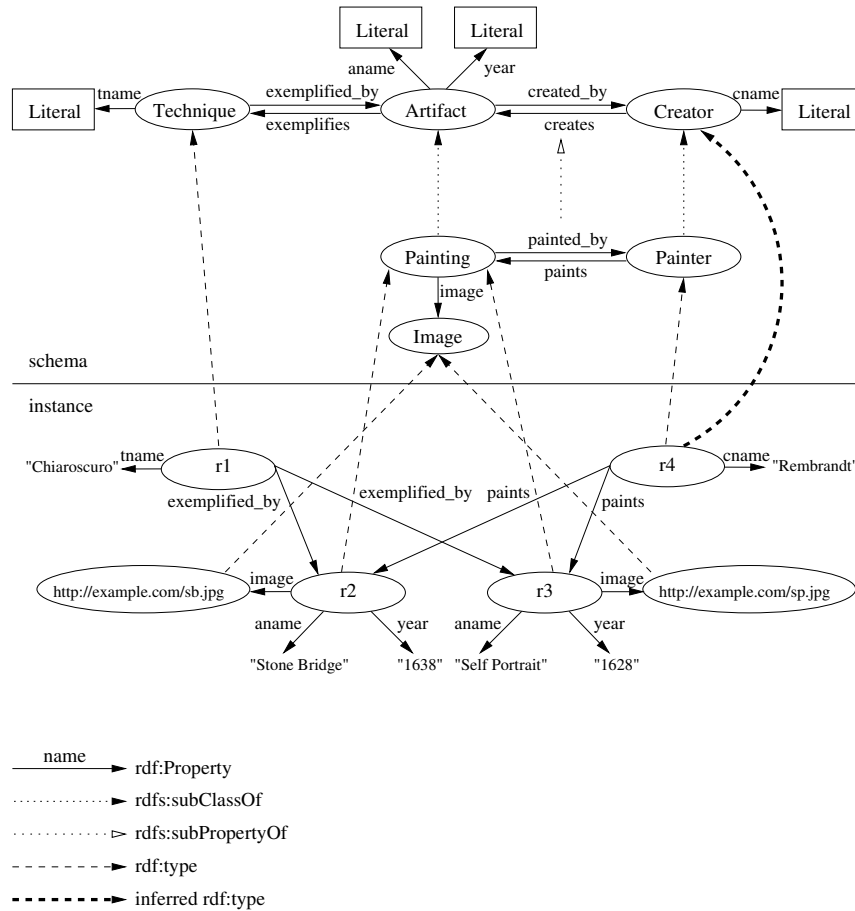 Literal
Literal
aname
year
Literal
tname
Technique
exemplified_by
exemplifies
Artifact
created_by
creates
Creator
cname
Literal
Painting
painted_by
paints
Painter
image
Image
schema
instance
"Chiaroscuro"
tname
r1
r4
cname
"Rembrandt"
exemplified_by
exemplified_by
paints
paints
http://example.com/sb.jpg
image
r2
r3
image
http://example.com/sp.jpg
aname
year
aname
year
"Stone Bridge"
"1638"
"Self Portrait"
"1628"
name
rdf:Property
rdfs:subClassOf
rdfs:subPropertyOf
rdf:type
inferred rdf:type